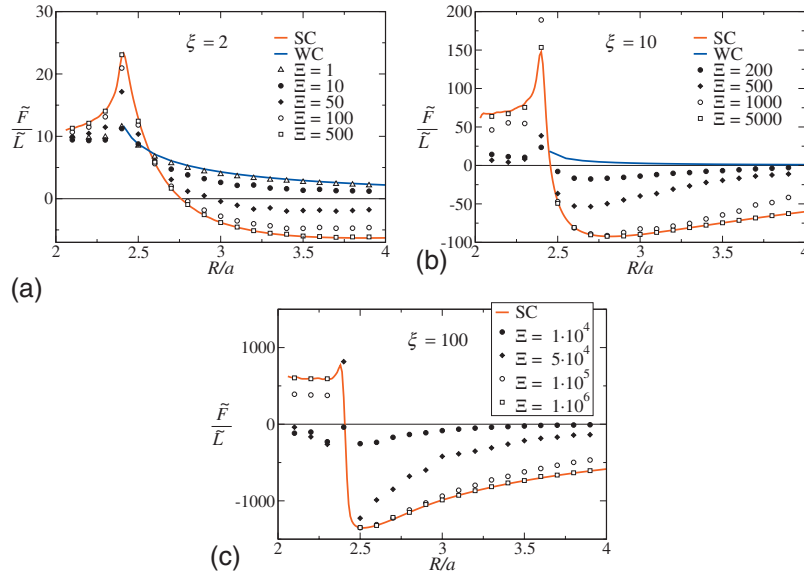 30
20
10
0
-10
F̃
L̃
ξ = 2
SC
WC
Ξ = 1
Ξ = 10
Ξ = 50
Ξ = 100
Ξ = 500
2 2.5 3 3.5 4
R/a
(a)
200
150
100
50
0
-50
-100
F̃
L̃
ξ = 10
SC
WC
Ξ = 200
Ξ = 500
Ξ = 1000
Ξ = 5000
2 2.5 3 3.5 4
R/a
(b)
1000
0
-1000
F̃
L̃
ξ = 100
SC
Ξ = 1·10⁴
Ξ = 5·10⁴
Ξ = 1·10⁵
Ξ = 1·10⁶
2 2.5 3 3.5 4
R/a
(c)